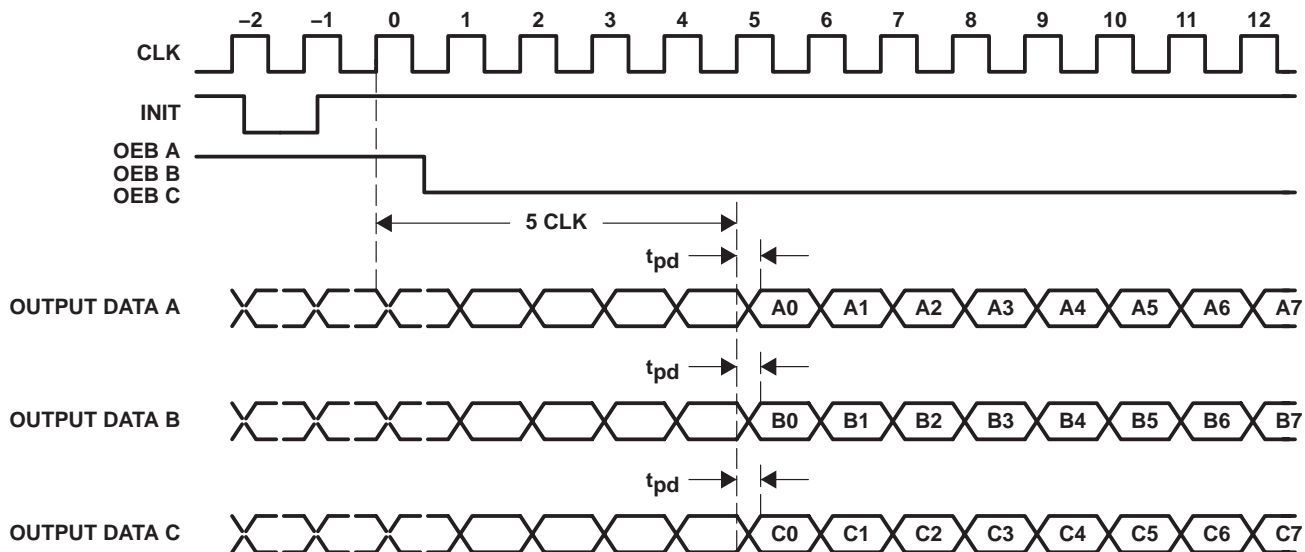 –2 –1 0 1 2 3 4 5 6 7 8 9 10 11 12
CLK
INIT
OEB A
OEB B
OEB C
5 CLK
tpd
OUTPUT DATA A A0 A1 A2 A3 A4 A5 A6 A7
tpd
OUTPUT DATA B B0 B1 B2 B3 B4 B5 B6 B7
tpd
OUTPUT DATA C C0 C1 C2 C3 C4 C5 C6 C7